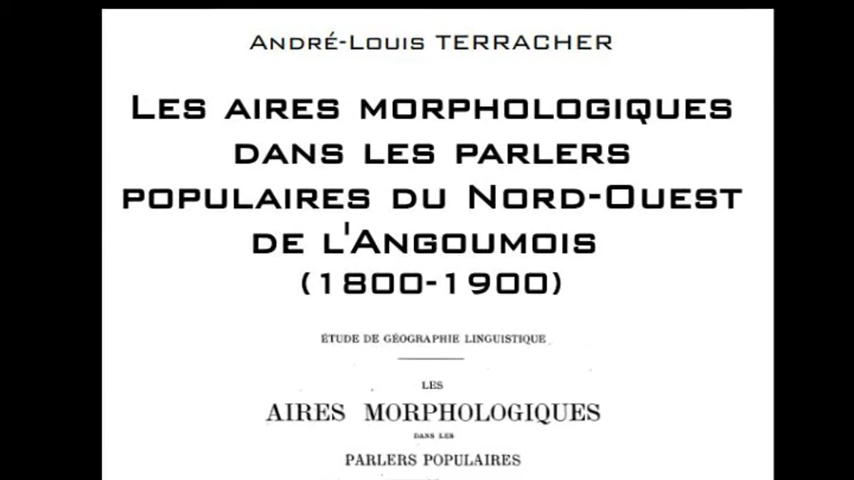 André-Louis TERRACHER
Les aires morphologiques
dans les parlers
populaires du Nord-Ouest
de l'Angoumois
(1800-1900)
ÉTUDE DE GÉOGRAPHIE LINGUISTIQUE
LES
AIRES MORPHOLOGIQUES
DANS LES
PARLERS POPULAIRES